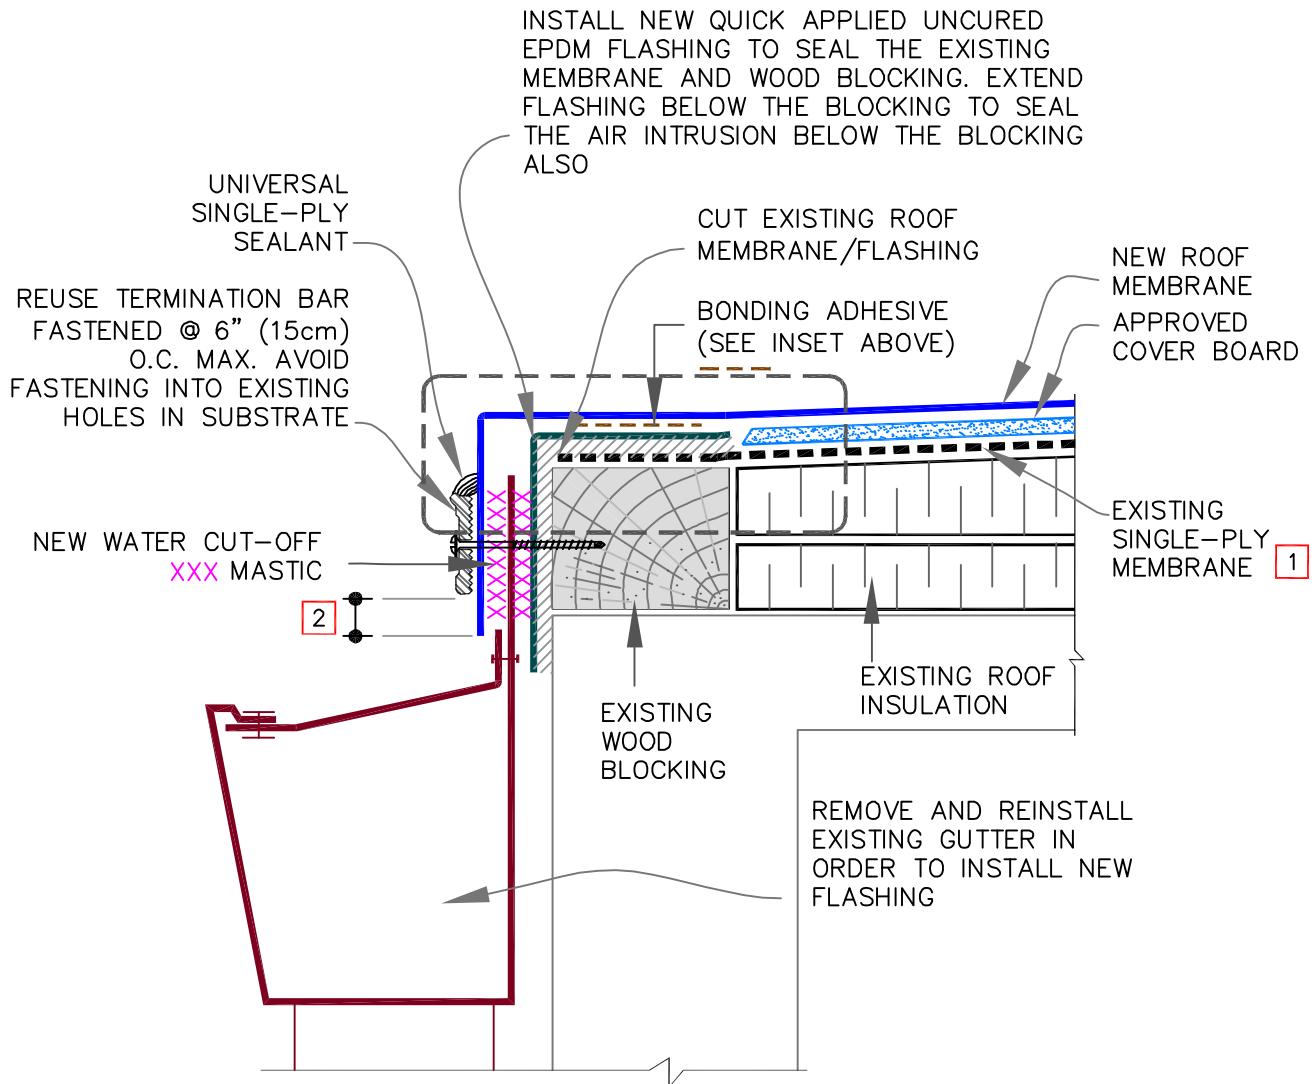 INSTALL NEW QUICK APPLIED UNCURED
EPDM FLASHING TO SEAL THE EXISTING
MEMBRANE AND WOOD BLOCKING. EXTEND
FLASHING BELOW THE BLOCKING TO SEAL
THE AIR INTRUSION BELOW THE BLOCKING
ALSO
UNIVERSAL
SINGLE-PLY
SEALANT
CUT EXISTING ROOF
MEMBRANE/FLASHING
NEW ROOF
MEMBRANE
REUSE TERMINATION BAR
FASTENED @ 6" (15cm)
O.C. MAX. AVOID
FASTENING INTO EXISTING
HOLES IN SUBSTRATE
BONDING ADHESIVE
(SEE INSET ABOVE)
APPROVED
COVER BOARD
NEW WATER CUT-OFF
XXX MASTIC
EXISTING
SINGLE-PLY
MEMBRANE 1
2
EXISTING ROOF
INSULATION
EXISTING
WOOD
BLOCKING
REMOVE AND REINSTALL
EXISTING GUTTER IN
ORDER TO INSTALL NEW
FLASHING